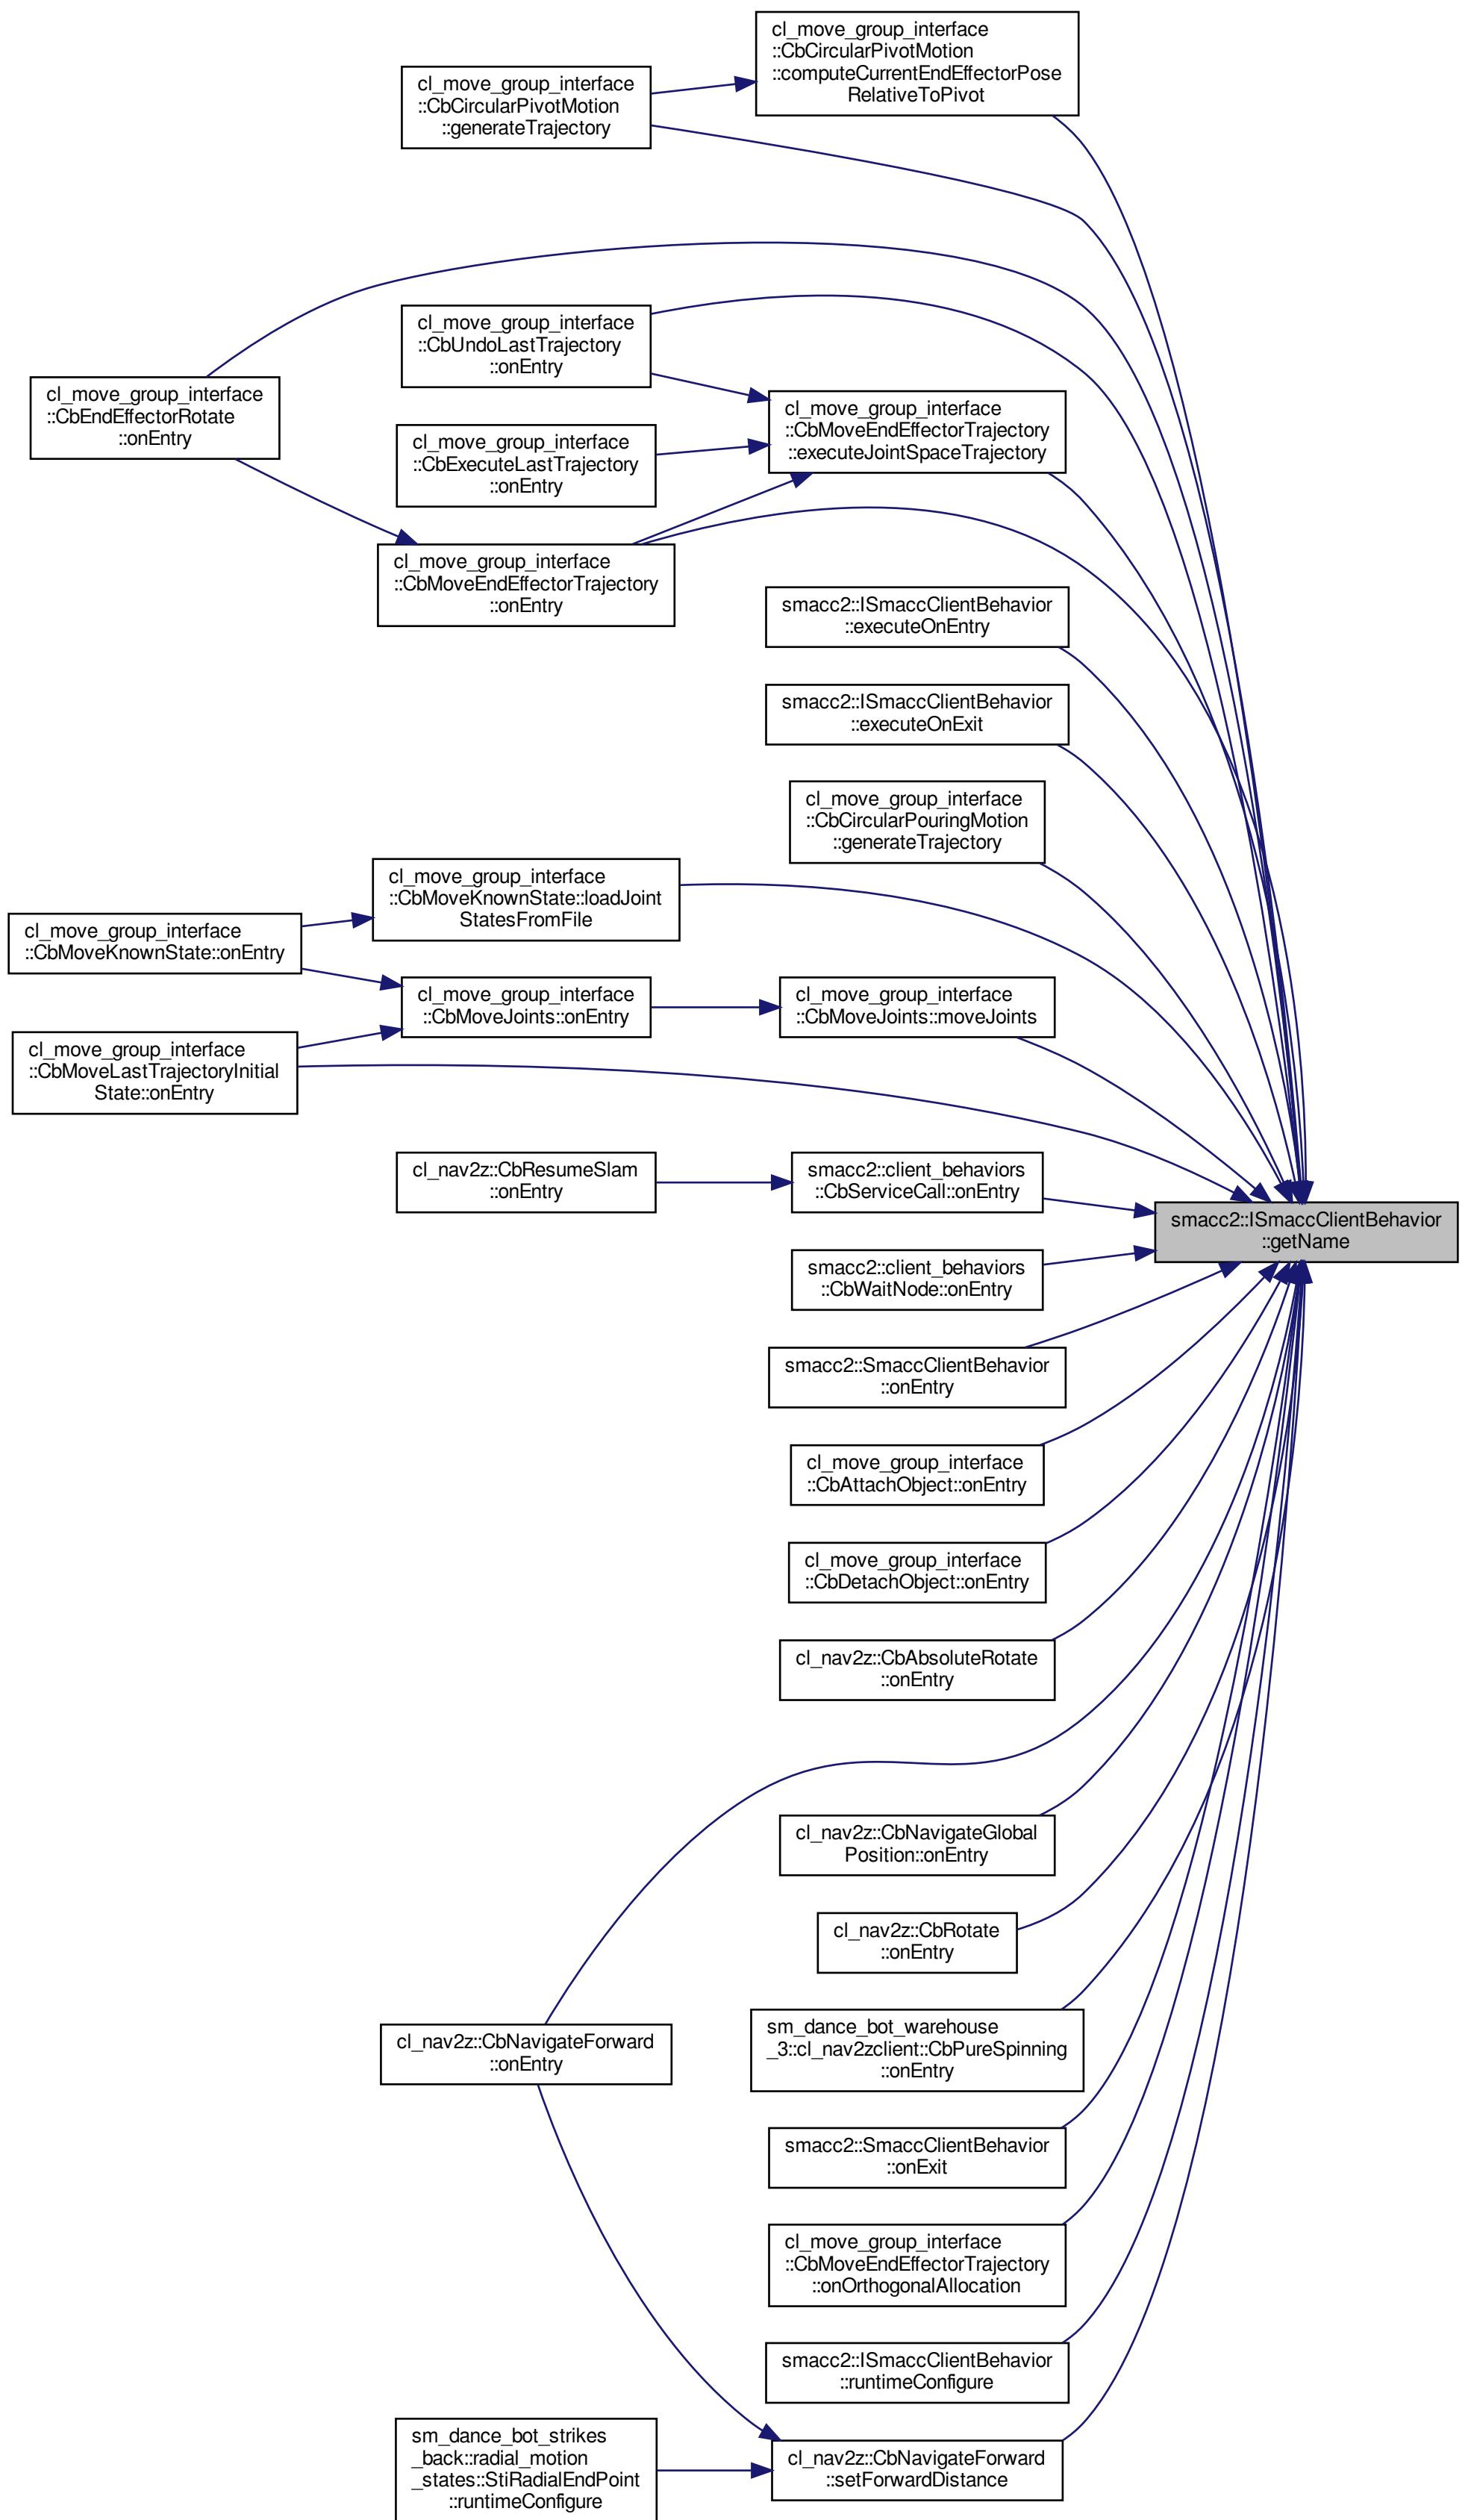 cl_move_group_interface
::CbCircularPivotMotion
::computeCurrentEndEffectorPose
RelativeToPivot
cl_move_group_interface
::CbCircularPivotMotion
::generateTrajectory
cl_move_group_interface
::CbUndoLastTrajectory
::onEntry
cl_move_group_interface
::CbEndEffectorRotate
::onEntry
cl_move_group_interface
::CbMoveEndEffectorTrajectory
::executeJointSpaceTrajectory
cl_move_group_interface
::CbExecuteLastTrajectory
::onEntry
cl_move_group_interface
::CbMoveEndEffectorTrajectory
::onEntry
smacc2::ISmaccClientBehavior
::executeOnEntry
smacc2::ISmaccClientBehavior
::executeOnExit
cl_move_group_interface
::CbCircularPouringMotion
::generateTrajectory
cl_move_group_interface
::CbMoveKnownState::loadJoint
StatesFromFile
cl_move_group_interface
::CbMoveKnownState::onEntry
cl_move_group_interface
::CbMoveJoints::onEntry
cl_move_group_interface
::CbMoveJoints::moveJoints
cl_move_group_interface
::CbMoveLastTrajectoryInitial
State::onEntry
cl_nav2z::CbResumeSlam
::onEntry
smacc2::client_behaviors
::CbServiceCall::onEntry
smacc2::ISmaccClientBehavior
::getName
smacc2::client_behaviors
::CbWaitNode::onEntry
smacc2::SmaccClientBehavior
::onEntry
cl_move_group_interface
::CbAttachObject::onEntry
cl_move_group_interface
::CbDetachObject::onEntry
cl_nav2z::CbAbsoluteRotate
::onEntry
cl_nav2z::CbNavigateGlobal
Position::onEntry
cl_nav2z::CbRotate
::onEntry
cl_nav2z::CbNavigateForward
::onEntry
sm_dance_bot_warehouse
_3::cl_nav2zclient::CbPureSpinning
::onEntry
smacc2::SmaccClientBehavior
::onExit
cl_move_group_interface
::CbMoveEndEffectorTrajectory
::onOrthogonalAllocation
smacc2::ISmaccClientBehavior
::runtimeConfigure
sm_dance_bot_strikes
_back::radial_motion
_states::StiRadialEndPoint
::runtimeConfigure
cl_nav2z::CbNavigateForward
::setForwardDistance